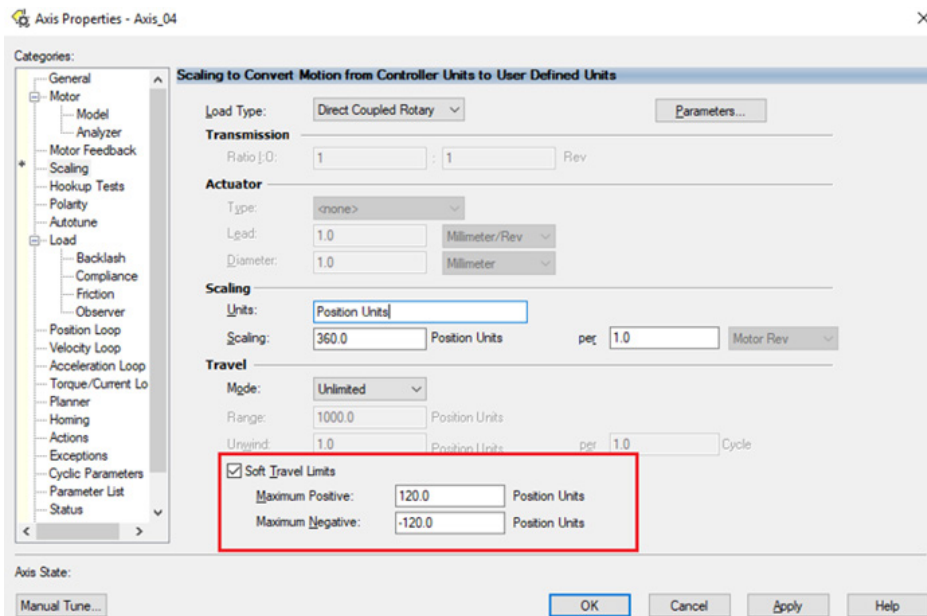 Axis Properties - Axis_04
Categories:
General
Motor
Model
Analyzer
Motor Feedback
* Scaling
Hookup Tests
Polarity
Autotune
Load
Backlash
Compliance
Friction
Observer
Position Loop
Velocity Loop
Acceleration Loop
Torque/Current Lo
Planner
Homing
Actions
Exceptions
Cyclic Parameters
Parameter List
Status
Scaling to Convert Motion from Controller Units to User Defined Units
Load Type: Direct Coupled Rotary Parameters...
Transmission
Ratio I:O: 1 : 1 Rev
Actuator
Type: <none>
Lead: 1.0 Millimeter/Rev
Diameter: 1.0 Millimeter
Scaling
Units: Position Units
Scaling: 360.0 Position Units per 1.0 Motor Rev
Travel
Mode: Unlimited
Range: 1000.0 Position Units
Unwind: 1.0 Position Units per 1.0 Cycle
Soft Travel Limits
Maximum Positive: 120.0 Position Units
Maximum Negative: -120.0 Position Units
Axis State:
Manual Tune... OK Cancel Apply Help